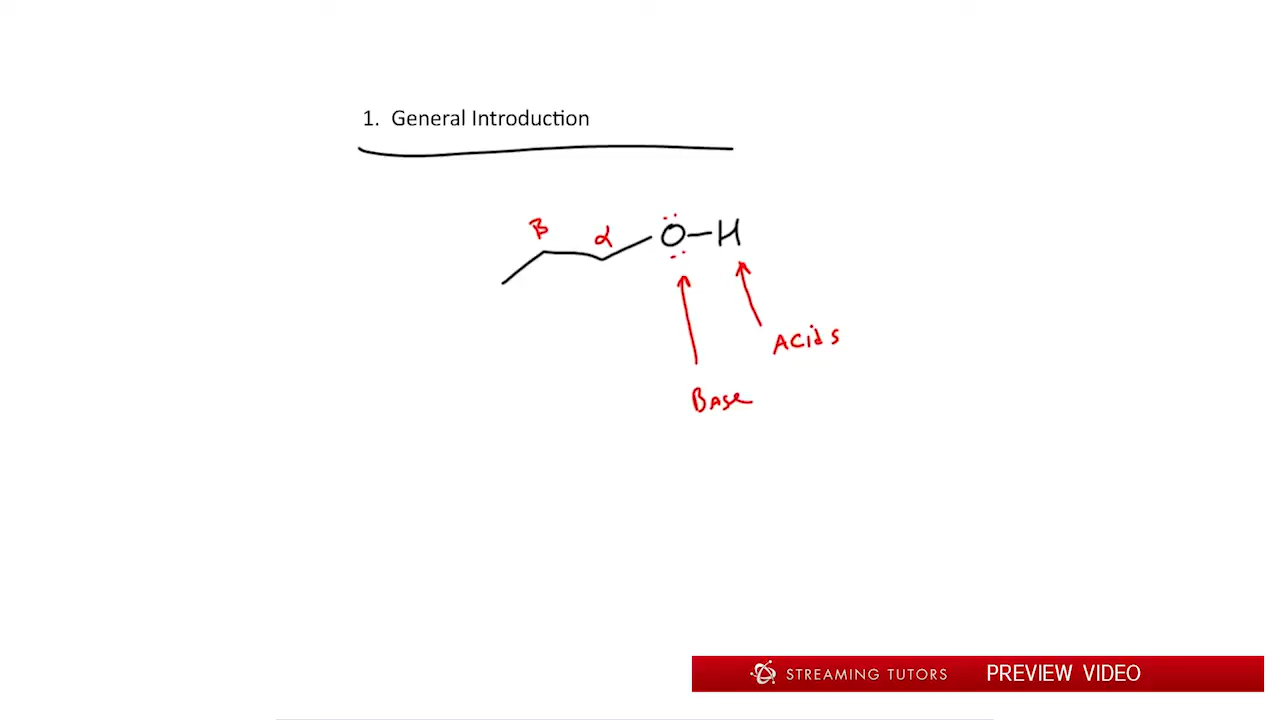 1. General Introduction
β α
O-H
Acids
Base
STREAMING TUTORS PREVIEW VIDEO